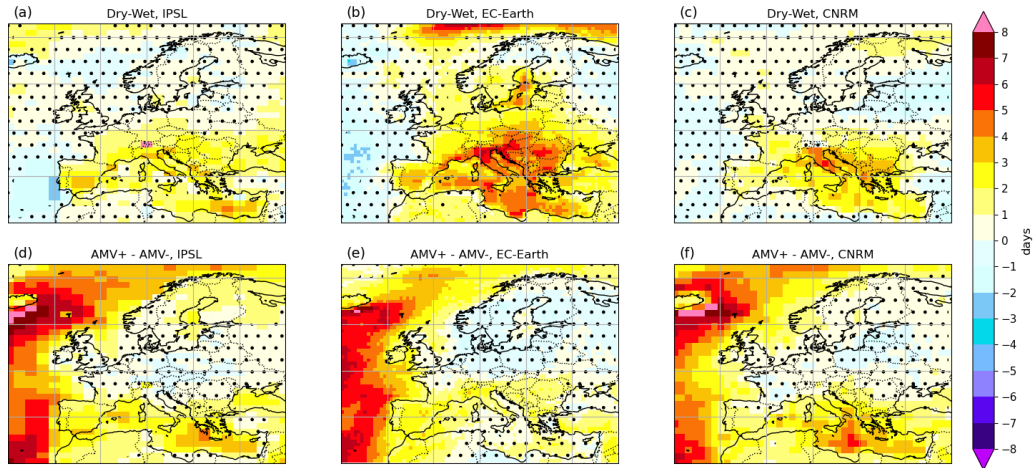 (a) Dry-Wet, IPSL
(b) Dry-Wet, EC-Earth
(c) Dry-Wet, CNRM
(d) AMV+ - AMV-, IPSL
(e) AMV+ - AMV-, EC-Earth
(f) AMV+ - AMV-, CNRM
8
7
6
5
4
3
2
1
0
−1
−2
−3
−4
−5
−6
−7
−8
days